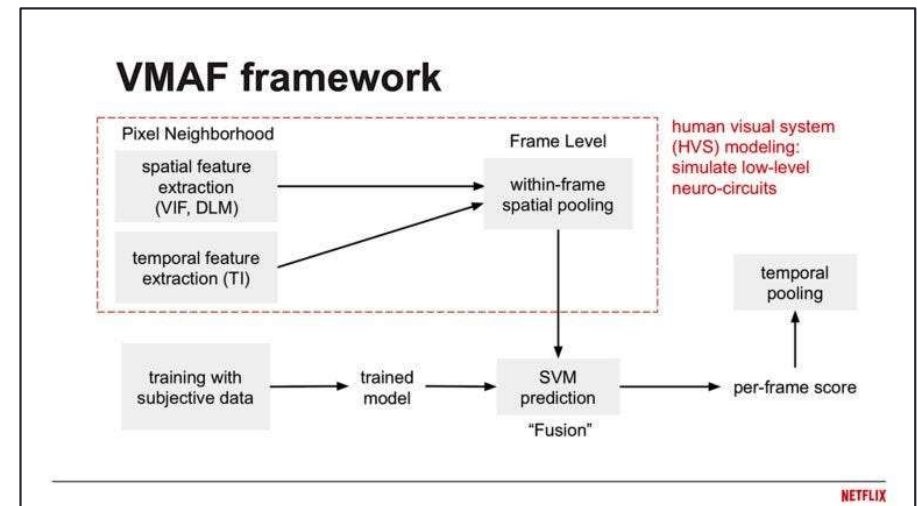 VMAF framework
Pixel Neighborhood
spatial feature
extraction
(VIF, DLM)
temporal feature
extraction (TI)
Frame Level
within-frame
spatial pooling
human visual system
(HVS) modeling:
simulate low-level
neuro-circuits
temporal
pooling
training with
subjective data
trained
model
SVM
prediction
"Fusion"
per-frame score
NETFLIX